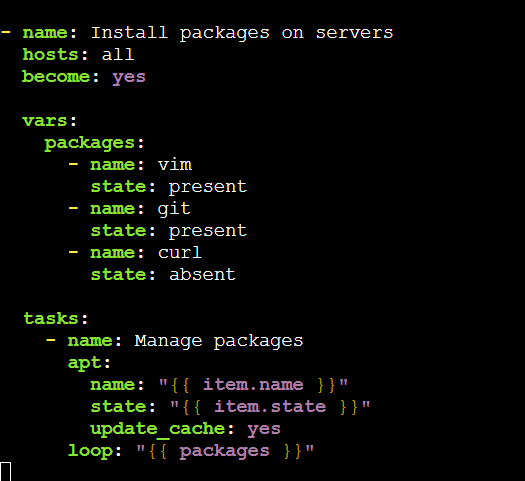 - name: Install packages on servers
  hosts: all
  become: yes

  vars:
    packages:
      - name: vim
        state: present
      - name: git
        state: present
      - name: curl
        state: absent

  tasks:
    - name: Manage packages
      apt:
        name: "{{ item.name }}"
        state: "{{ item.state }}"
        update_cache: yes
      loop: "{{ packages }}"